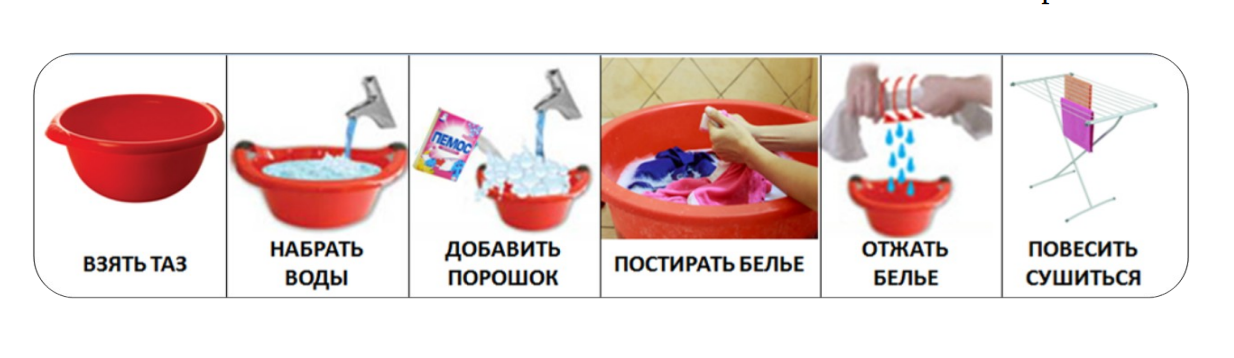 ПЕМОС
ВЗЯТЬ ТАЗ
НАБРАТЬ
ВОДЫ
ДОБАВИТЬ
ПОРОШОК
ПОСТИРАТЬ БЕЛЬЕ
ОТЖАТЬ
БЕЛЬЕ
ПОВЕСИТЬ
СУШИТЬСЯ